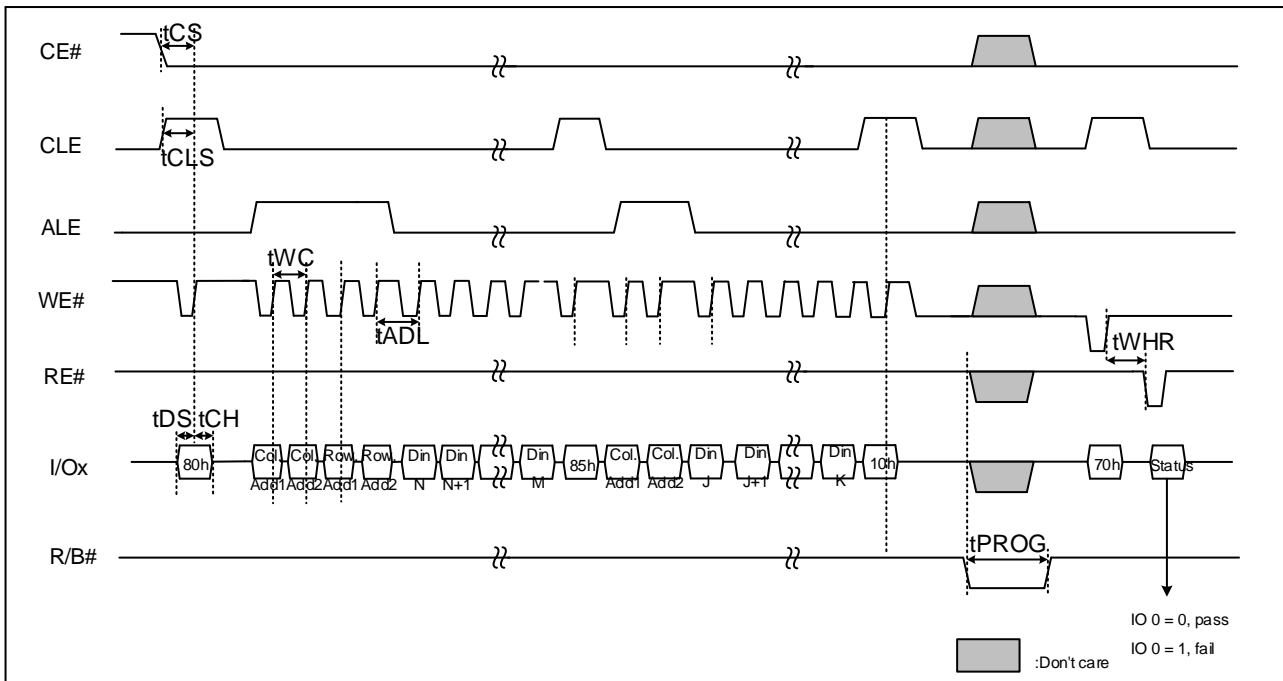 CE#
tCS
CLE
tCLS
ALE
WE#
tWC
tADL
tWHR
RE#
tDS
tCH
I/Ox
80h
Col. Add1
Col. Add2
Row. Add1
Row. Add2
Din N
Din N+1
Din M
85h
Col. Add1
Col. Add2
Din J
Din J+1
Din K
10h
70h
Status
R/B#
tPROG
IO 0 = 0, pass
IO 0 = 1, fail
:Don't care